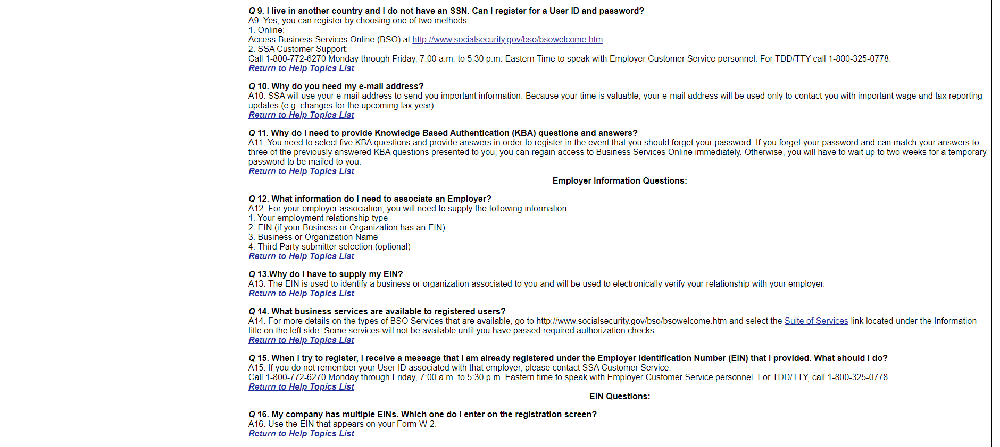 Q 9. I live in another country and I do not have an SSN. Can I register for a User ID and password?
A9. Yes, you can register by choosing one of two methods:
1. Online:
Access Business Services Online (BSO) at http://www.socialsecurity.gov/bso/bsowelcome.htm
2. SSA Customer Support:
Call 1-800-772-6270 Monday through Friday, 7:00 a.m. to 5:30 p.m. Eastern Time to speak with Employer Customer Service personnel. For TDD/TTY call 1-800-325-0778.
Return to Help Topics List
Q 10. Why do you need my e-mail address?
A10. SSA will use your e-mail address to send you important information. Because your time is valuable, your e-mail address will be used only to contact you with important wage and tax reporting
updates (e.g. changes for the upcoming tax year).
Return to Help Topics List
Q 11. Why do I need to provide Knowledge Based Authentication (KBA) questions and answers?
A11. You need to select five KBA questions and provide answers in order to register in the event that you should forget your password. If you forget your password and can match your answers to
three of the previously answered KBA questions presented to you, you can regain access to Business Services Online immediately. Otherwise, you will have to wait up to two weeks for a temporary
password to be mailed to you.
Return to Help Topics List
Employer Information Questions:
Q 12. What information do I need to associate an Employer?
A12. For your employer association, you will need to supply the following information:
1. Your employment relationship type
2. EIN (if your Business or Organization has an EIN)
3. Business or Organization Name
4. Third Party submitter selection (optional)
Return to Help Topics List
Q 13.Why do I have to supply my EIN?
A13. The EIN is used to identify a business or organization associated to you and will be used to electronically verify your relationship with your employer.
Return to Help Topics List
Q 14. What business services are available to registered users?
A14. For more details on the types of BSO Services that are available, go to http://www.socialsecurity.gov/bso/bsowelcome.htm and select the Suite of Services link located under the Information
title on the left side. Some services will not be available until you have passed required authorization checks.
Return to Help Topics List
Q 15. When I try to register, I receive a message that I am already registered under the Employer Identification Number (EIN) that I provided. What should I do?
A15. If you do not remember your User ID associated with that employer, please contact SSA Customer Service:
Call 1-800-772-6270 Monday through Friday, 7:00 a.m. to 5:30 p.m. Eastern time to speak with Employer Customer Service personnel. For TDD/TTY, call 1-800-325-0778.
Return to Help Topics List
EIN Questions:
Q 16. My company has multiple EINs. Which one do I enter on the registration screen?
A16. Use the EIN that appears on your Form W-2.
Return to Help Topics List